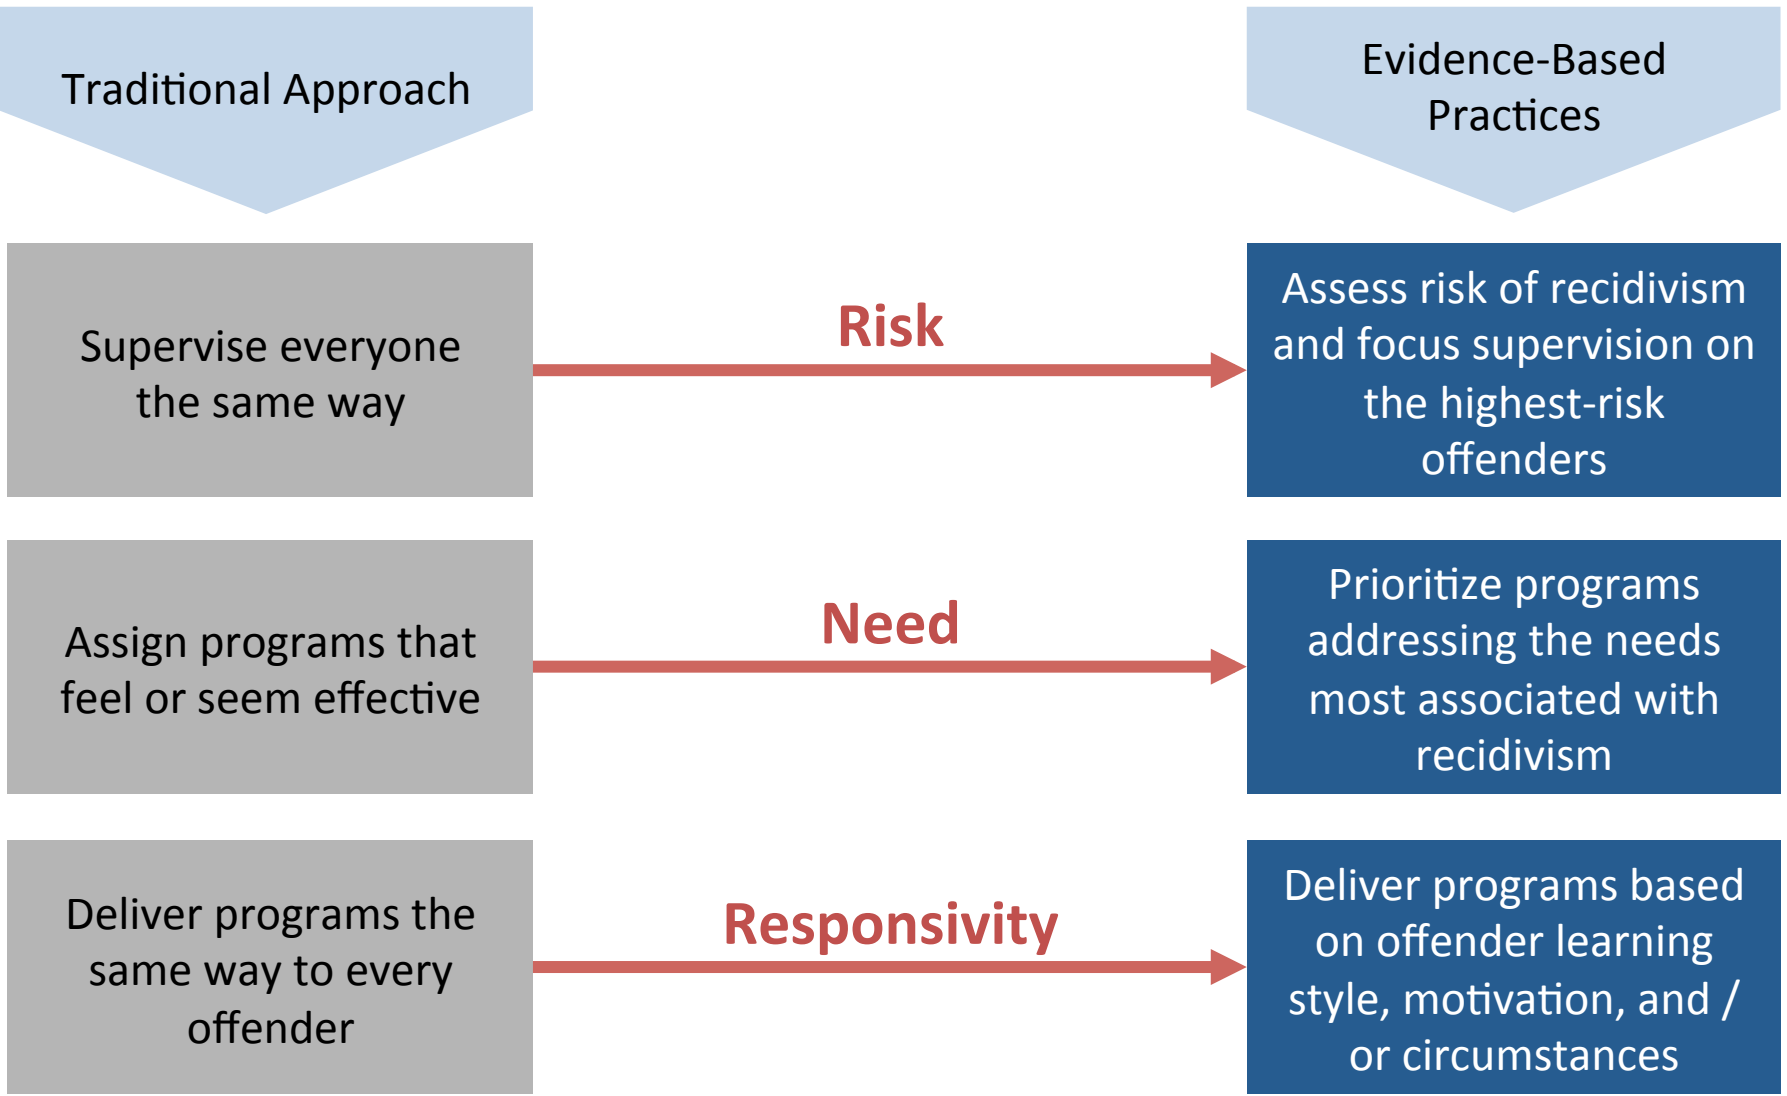 Traditional Approach
Evidence-Based
Practices
Supervise everyone
the same way
Risk
Assess risk of recidivism
and focus supervision on
the highest-risk
offenders
Assign programs that
feel or seem effective
Need
Prioritize programs
addressing the needs
most associated with
recidivism
Deliver programs the
same way to every
offender
Responsivity
Deliver programs based
on offender learning
style, motivation, and /
or circumstances